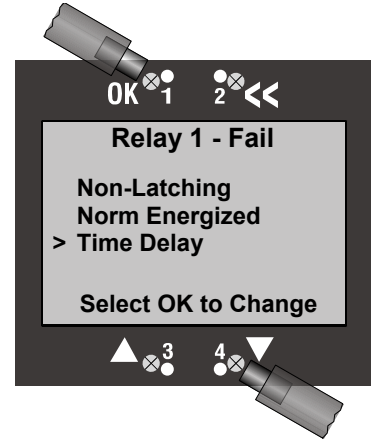 OK 1 2 <<
Relay 1 - Fail
Non-Latching
Norm Energized
> Time Delay
Select OK to Change
3 4